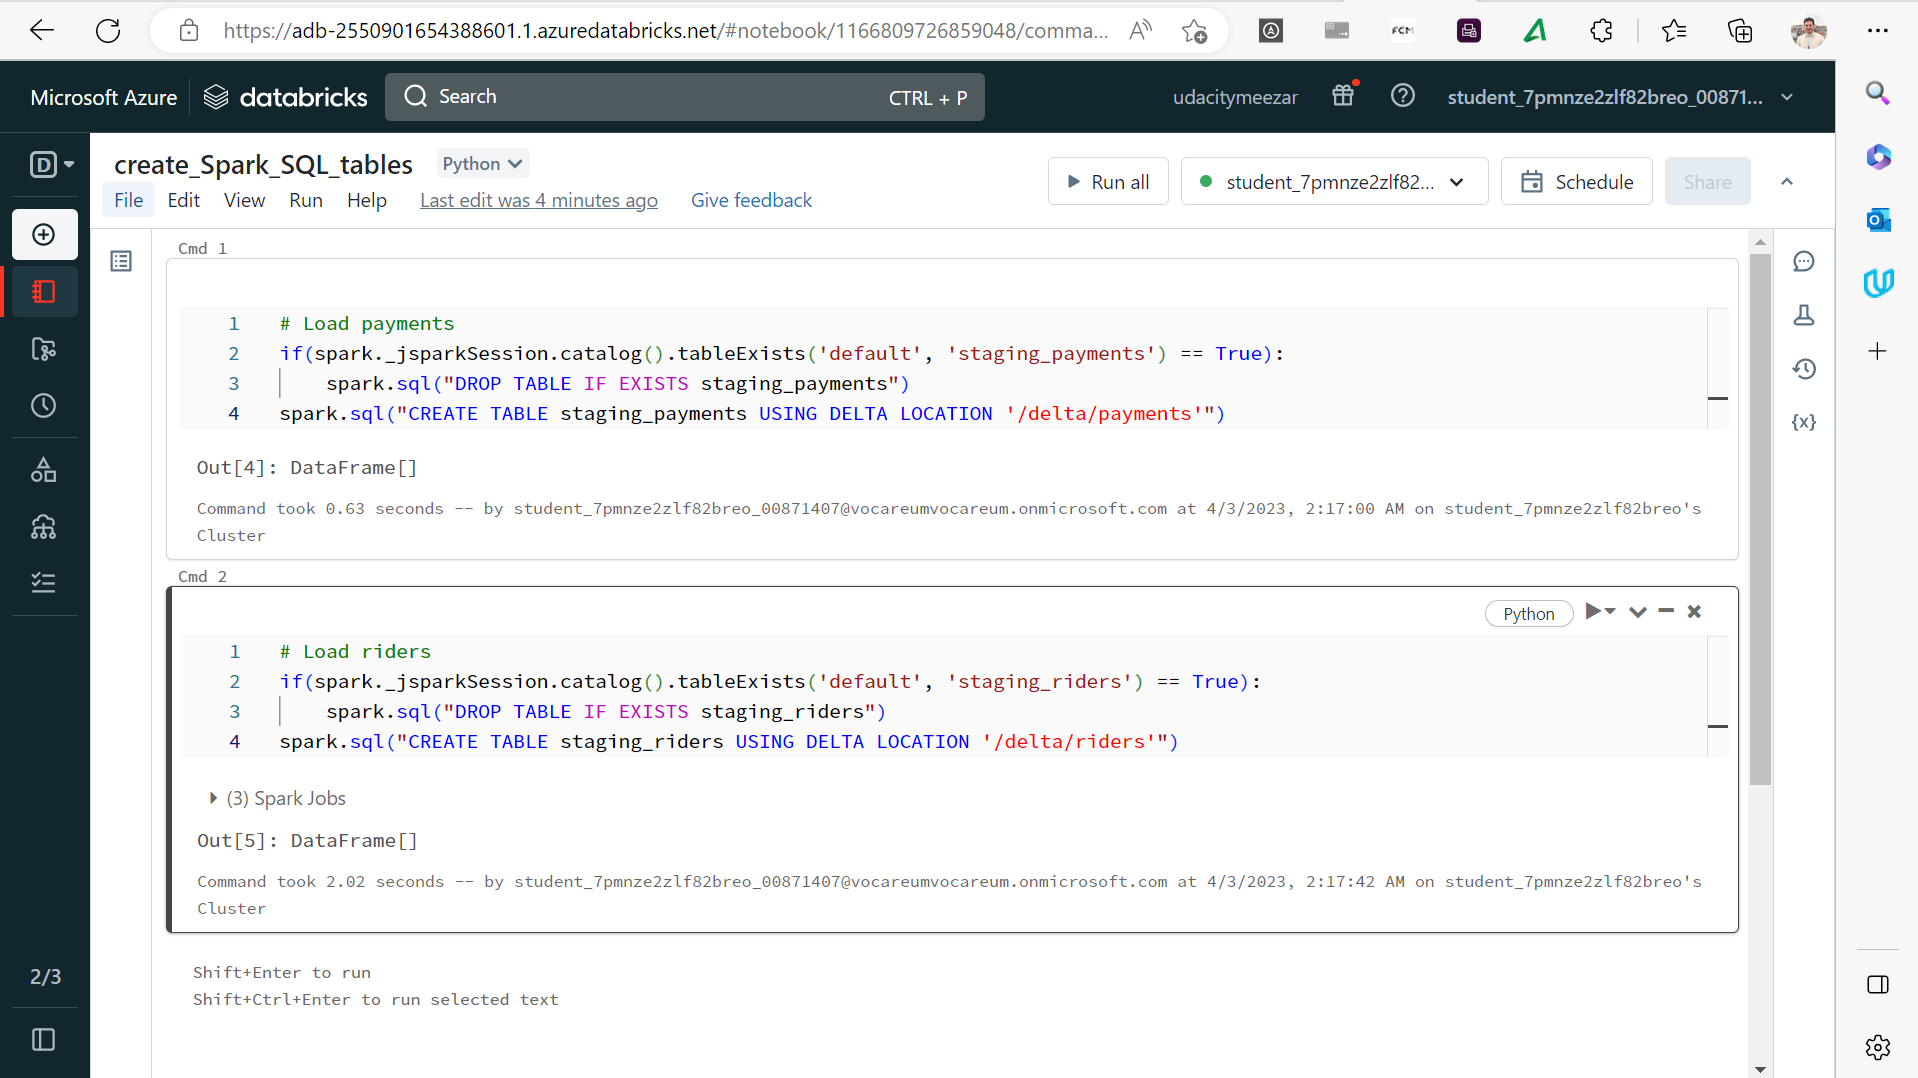 https://adb-2550901654388601.1.azuredatabricks.net/#notebook/1166809726859048/comma...
FCM
Microsoft Azure
databricks
Search
CTRL + P
udacitymeezar
student_7pmnze2zlf82breo_00871...
D
create_Spark_SQL_tables
Python
File Edit View Run Help Last edit was 4 minutes ago Give feedback
Run all
student_7pmnze2zlf82...
Schedule
Share
Cmd 1
1 # Load payments
2 if(spark._jsparkSession.catalog().tableExists('default', 'staging_payments') == True):
3 spark.sql("DROP TABLE IF EXISTS staging_payments")
4 spark.sql("CREATE TABLE staging_payments USING DELTA LOCATION '/delta/payments'")
Out[4]: DataFrame[]
Command took 0.63 seconds -- by student_7pmnze2zlf82breo_00871407@vocareumvocareum.onmicrosoft.com at 4/3/2023, 2:17:00 AM on student_7pmnze2zlf82breo's
Cluster
Cmd 2
Python
1 # Load riders
2 if(spark._jsparkSession.catalog().tableExists('default', 'staging_riders') == True):
3 spark.sql("DROP TABLE IF EXISTS staging_riders")
4 spark.sql("CREATE TABLE staging_riders USING DELTA LOCATION '/delta/riders'")
(3) Spark Jobs
Out[5]: DataFrame[]
Command took 2.02 seconds -- by student_7pmnze2zlf82breo_00871407@vocareumvocareum.onmicrosoft.com at 4/3/2023, 2:17:42 AM on student_7pmnze2zlf82breo's
Cluster
2/3
Shift+Enter to run
Shift+Ctrl+Enter to run selected text